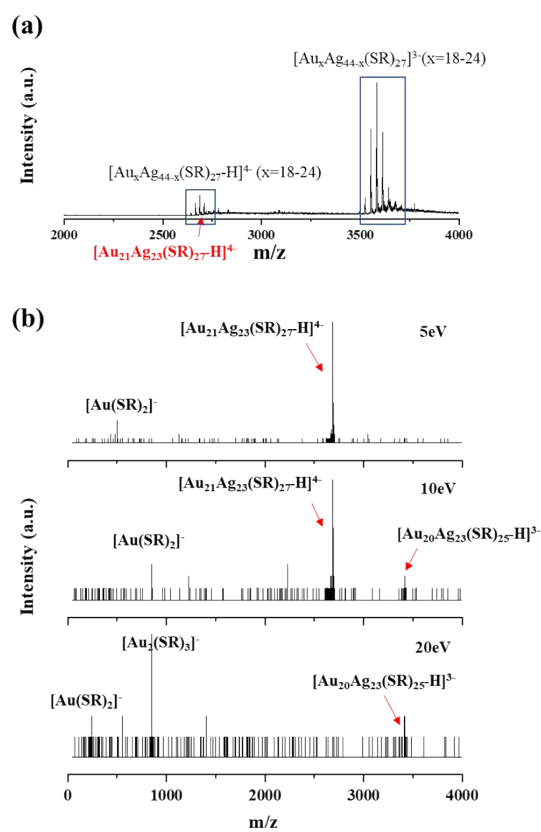 (a)
[AuₓAg₄₄₋ₓ(SR)₂₇]³⁻(x=18-24)
[AuₓAg₄₄₋ₓ(SR)₂₇-H]⁴⁻ (x=18-24)
Intensity (a.u.)
2000 2500 3000 3500 4000
[Au₂₁Ag₂₃(SR)₂₇-H]⁴⁻
m/z
(b)
[Au₂₁Ag₂₃(SR)₂₇-H]⁴⁻
5eV
[Au(SR)₂]⁻
[Au₂₁Ag₂₃(SR)₂₇-H]⁴⁻
10eV
[Au(SR)₂]⁻
[Au₂₀Ag₂₃(SR)₂₅-H]³⁻
Intensity (a.u.)
[Au₂(SR)₃]⁻
20eV
[Au(SR)₂]⁻
[Au₂₀Ag₂₃(SR)₂₅-H]³⁻
0 1000 2000 3000 4000
m/z